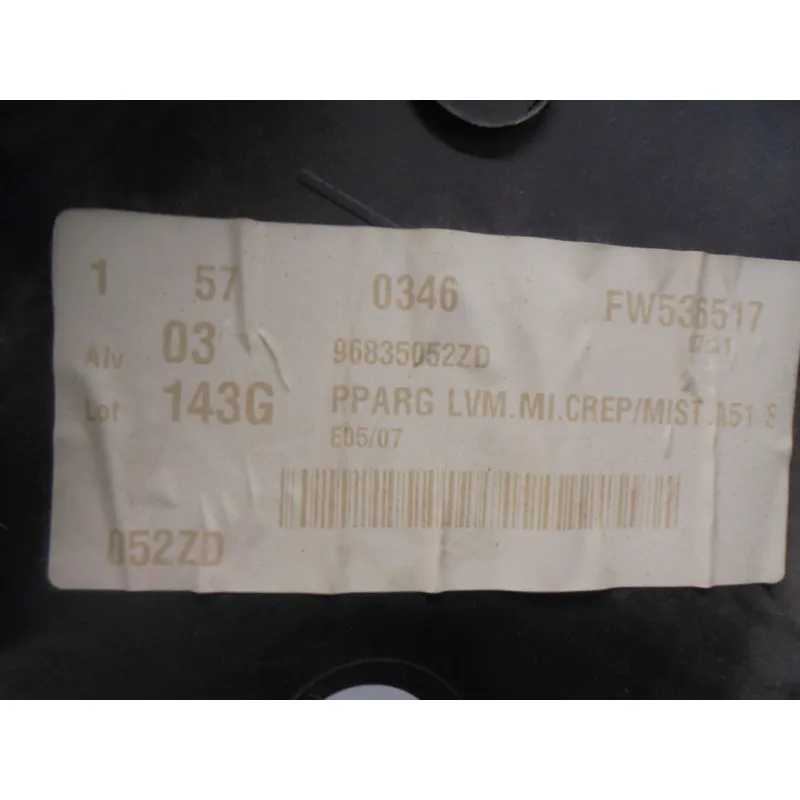 1 57 0346 FW536517
Alv 03 96835052ZD
Lot 143G PPARG LVM.MI.CREP/MIST.A51 S
E05/07
052ZD